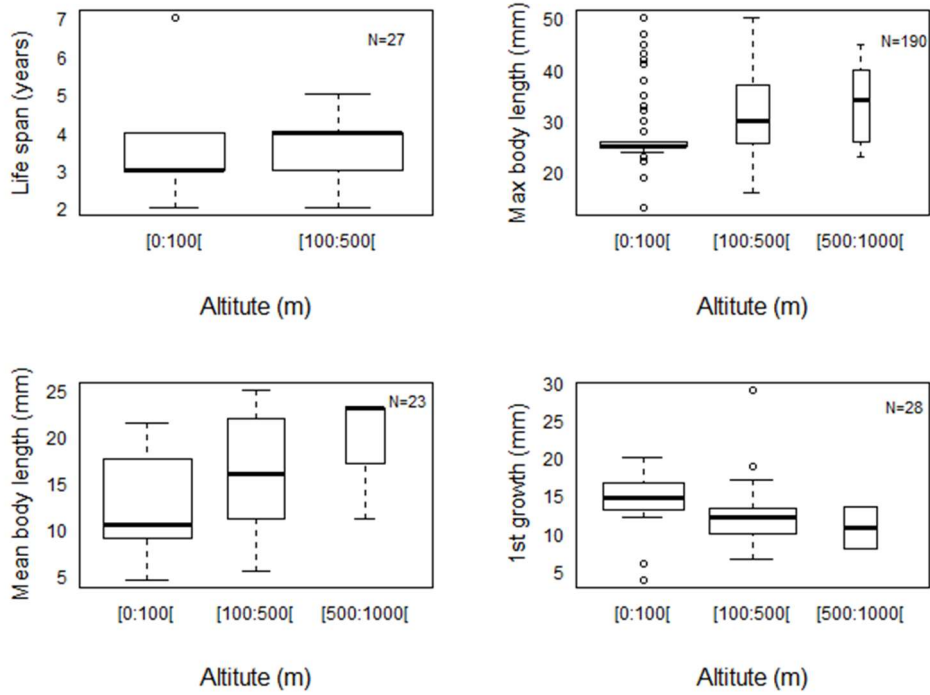 Life span (years)
7
6
5
4
3
2
N=27
[0:100[
[100:500[
Altitute (m)
Max body length (mm)
50
40
30
20
N=190
[0:100[
[100:500[
[500:1000[
Altitute (m)
Mean body length (mm)
25
20
15
10
5
N=23
[0:100[
[100:500[
[500:1000[
Altitute (m)
1st growth (mm)
30
25
20
15
10
5
N=28
[0:100[
[100:500[
[500:1000[
Altitute (m)